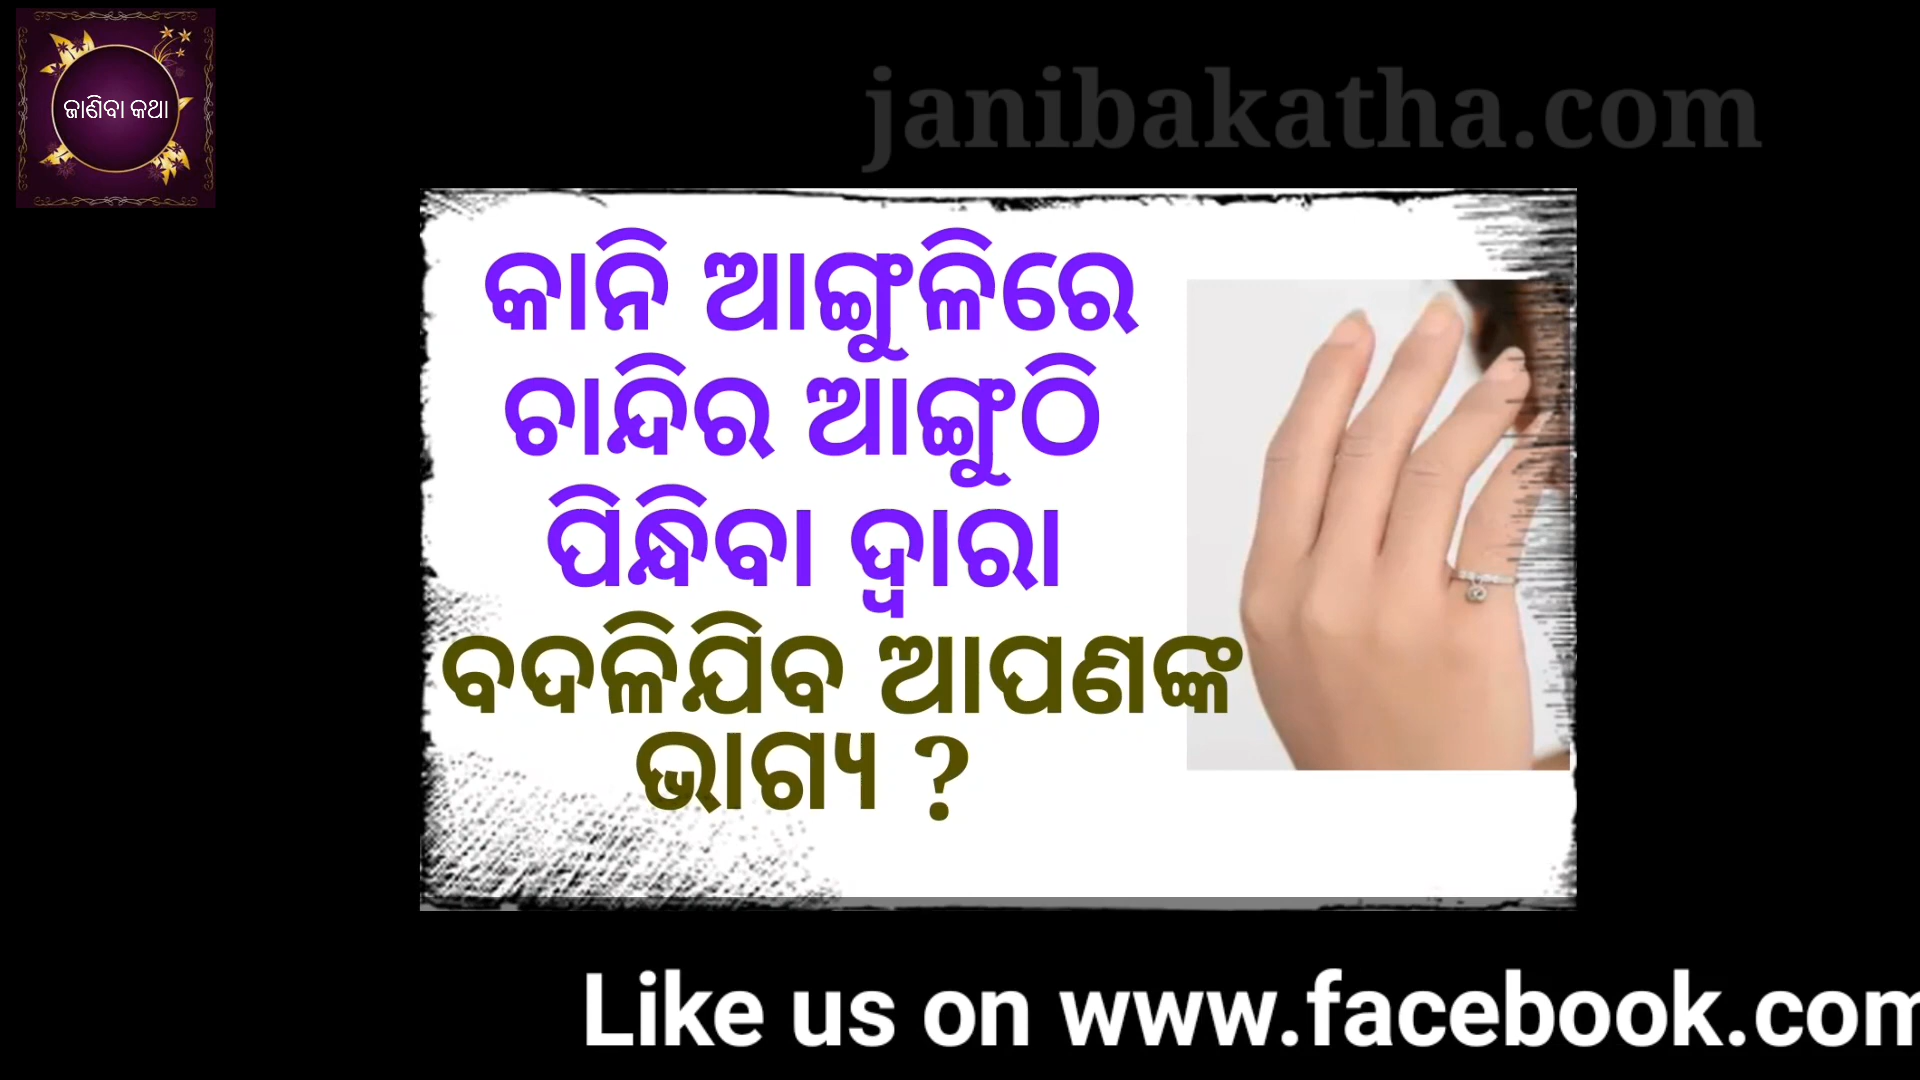 ଜାଣିବା କଥା
janibakatha.com
କାନି ଆଙ୍ଗୁଳିରେ
ଚାନ୍ଦିର ଆଙ୍ଗୁଠି
ପିନ୍ଧିବା ଦ୍ୱାରା
ବଦଳିଯିବ ଆପଣଙ୍କ
ଭାଗ୍ୟ ?
Like us on www.facebook.com